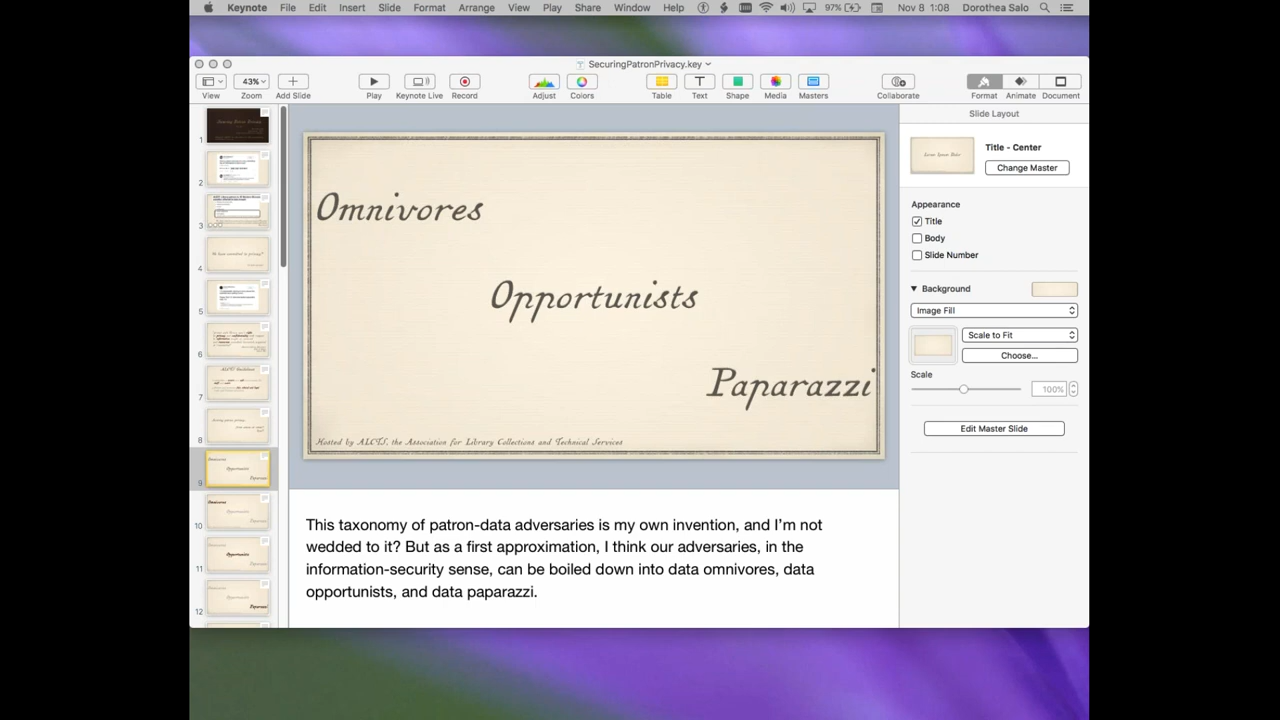 Keynote File Edit Insert Slide Format Arrange View Play Share Window Help 97% Nov 8 1:08 Dorothea Salo
SecuringPatronPrivacy.key
43%
View Zoom Add Slide Play Keynote Live Record Adjust Colors Table Text Shape Media Masters Collaborate Format Animate Document
1
2
3
4
5
6
7
8
9
10
11
12
Omnivores
Opportunists
Paparazzi
Hosted by ALCTS, the Association for Library Collections and Technical Services
This taxonomy of patron-data adversaries is my own invention, and I’m not
wedded to it? But as a first approximation, I think our adversaries, in the
information-security sense, can be boiled down into data omnivores, data
opportunists, and data paparazzi.
Slide Layout
Title - Center
Change Master
Appearance
Title
Body
Slide Number
Background
Image Fill
Scale to Fit
Choose...
Scale
100%
Edit Master Slide